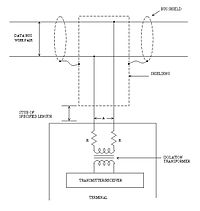 BUS SHIELD
DATA BUS
WIRE PAIR
SHIELDING
STUB OF
SPECIFIED LENGTH
A
R
R
ISOLATION
TRANSFORMER
TRANSMITTER/RECEIVER
TERMINAL